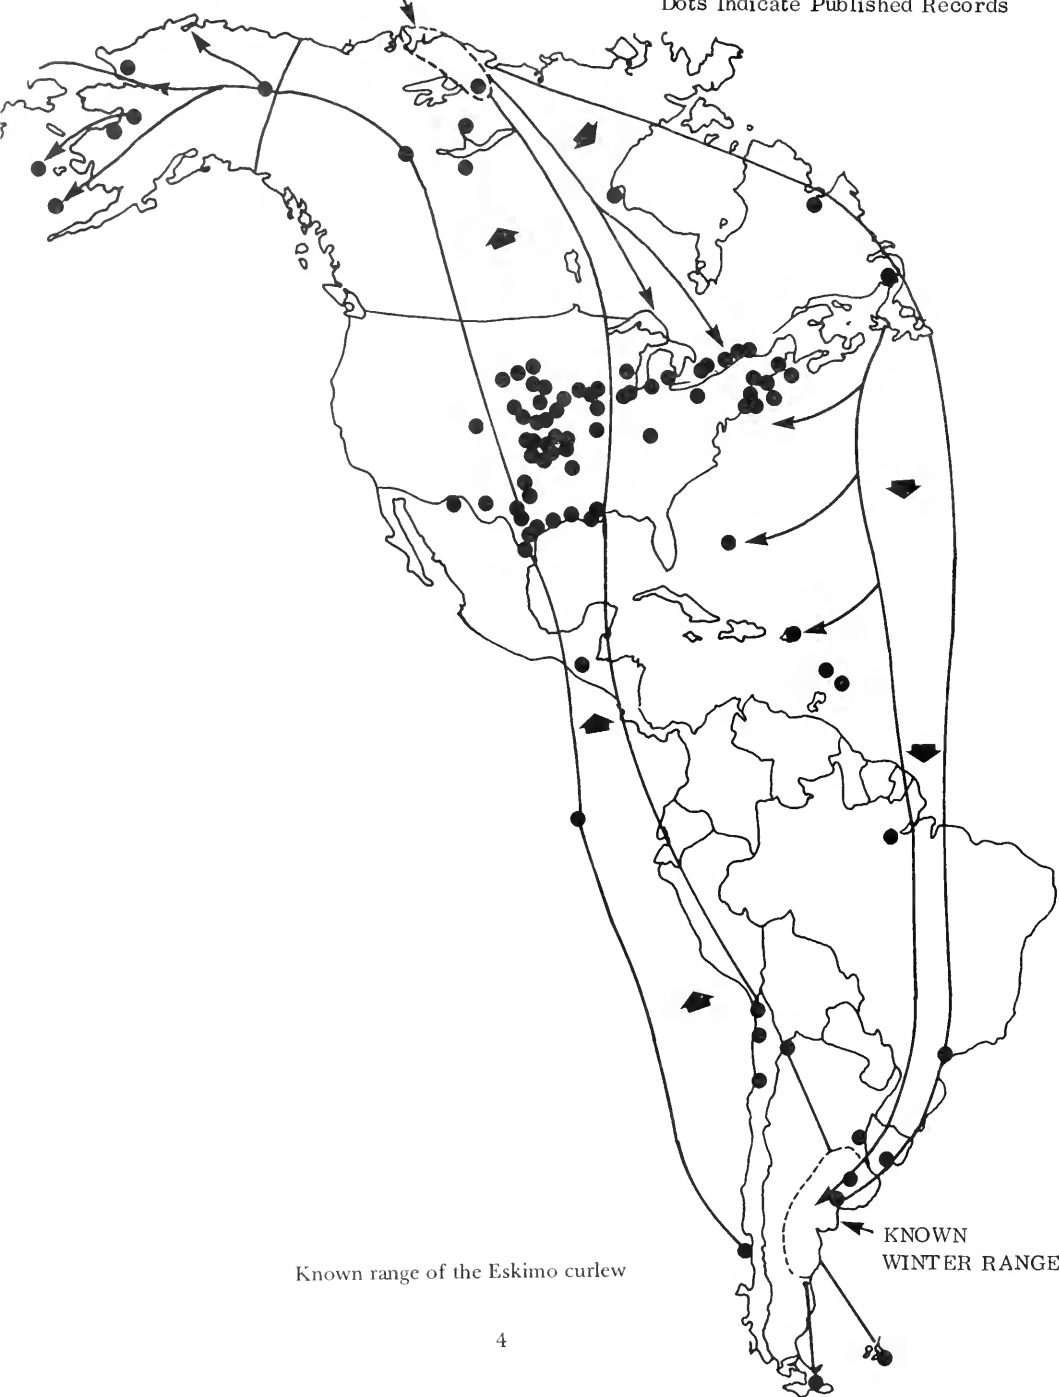 Dots Indicate Published Records
KNOWN
WINTER RANGE
Known range of the Eskimo curlew
4